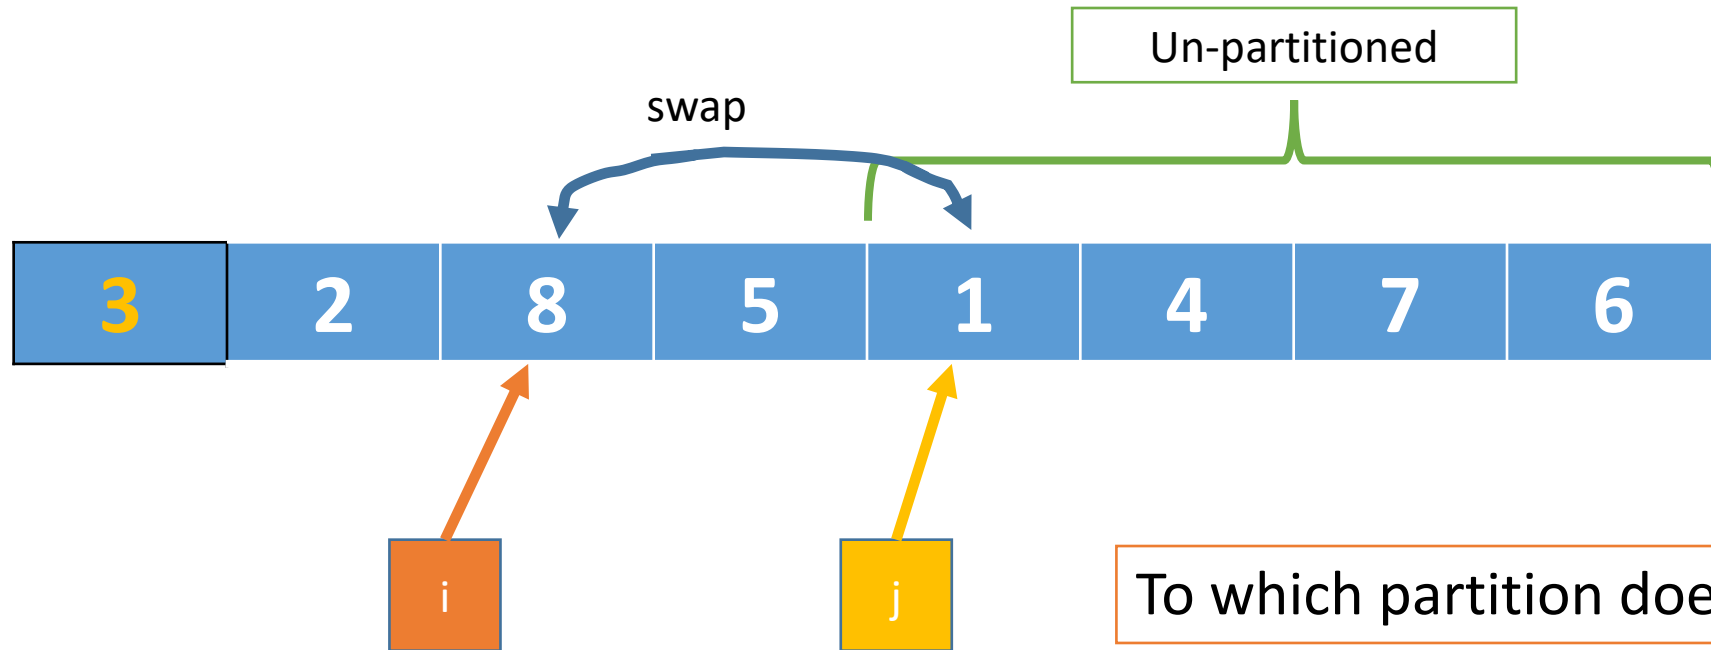 Un-partitioned
swap
3 2 8 5 1 4 7 6
i j
To which partition doe